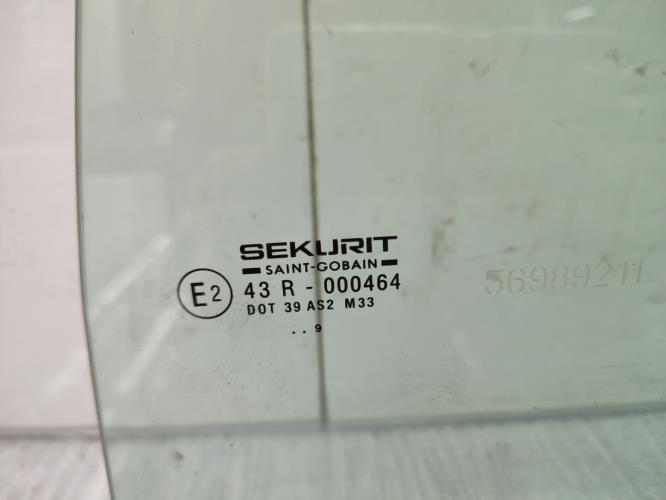 SEKURIT
SAINT-GOBAIN
E2 43 R - 000464
DOT 39 AS2 M33
.. 9
56989211